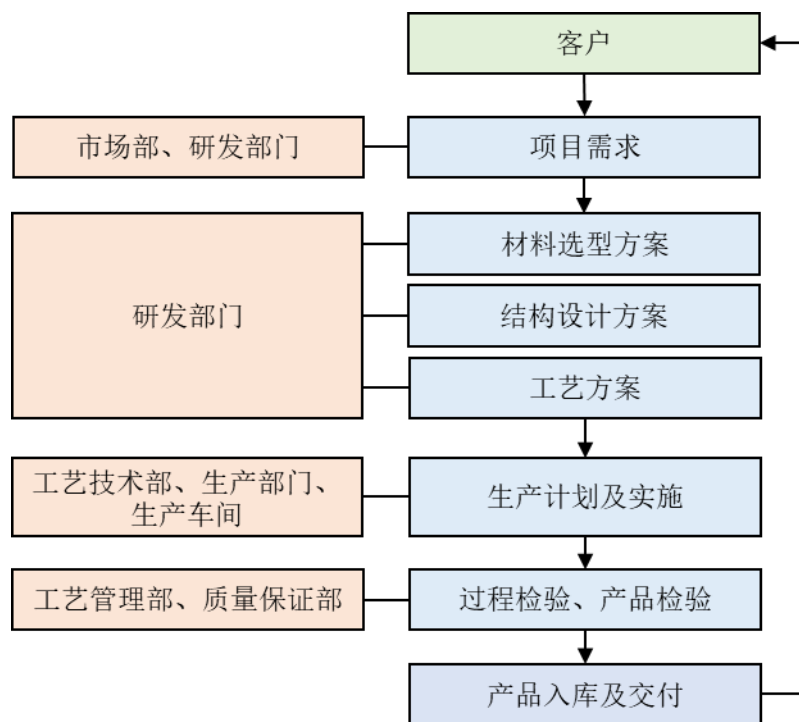 客户
市场部、研发部门
项目需求
材料选型方案
研发部门
结构设计方案
工艺方案
工艺技术部、生产部门、
生产车间
生产计划及实施
工艺管理部、质量保证部
过程检验、产品检验
产品入库及交付